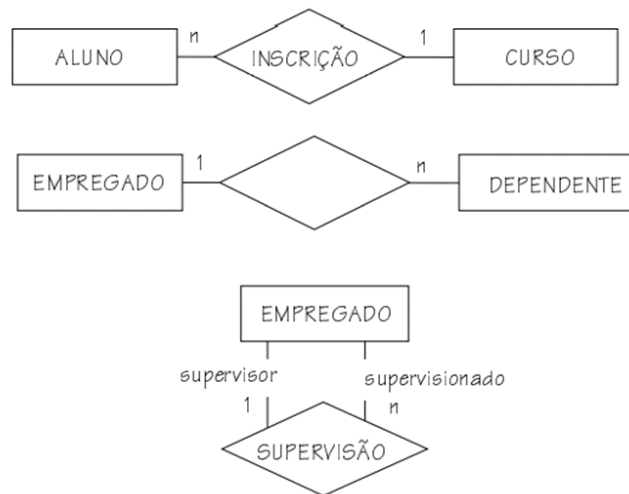 n 1
ALUNO INSCRIÇÃO CURSO
1 n
EMPREGADO DEPENDENTE
EMPREGADO
supervisor supervisionado
1 n
SUPERVISÃO